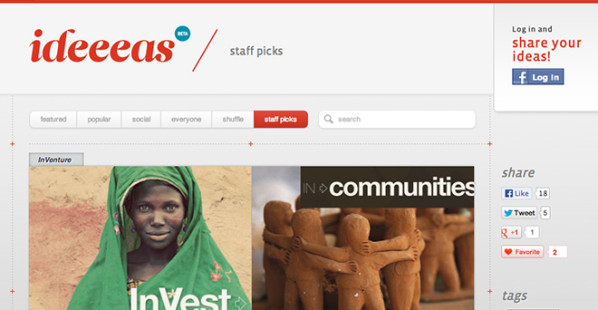 ideeeas
BETA
staff picks
Log in and
share your
ideas!
f Log In
featured
popular
social
everyone
shuffle
staff picks
search
InVenture
InVest
IN communities
share
Like 18
Tweet 5
g +1 1
Favorite 2
tags